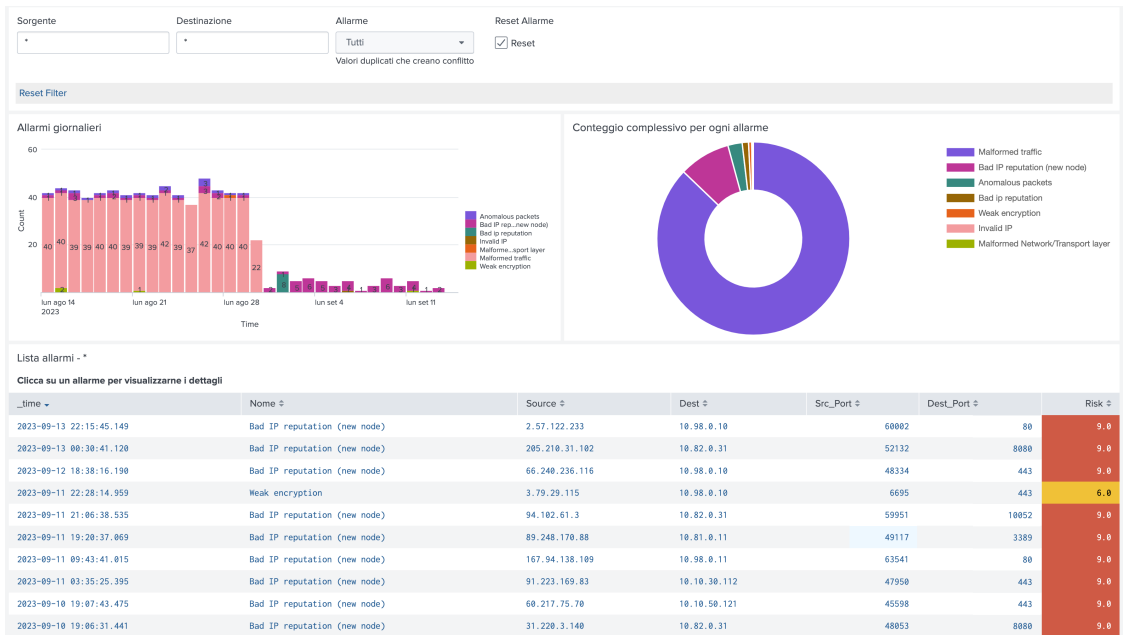 Sorgente Destinazione Allarme Reset Allarme
* * Tutti Reset
Valori duplicati che creano conflitto
Reset Filter
Allarmi giornalieri
60
40
20
Count
40 40 39 39 40 40 39 39 39 42 39 37 42 40 40 40 22
lun ago 14 lun ago 21 lun ago 28 lun set 4 lun set 11
2023
Time
Anomalous packets
Bad IP rep...new node)
Bad ip reputation
Invalid IP
Malforme...sport layer
Malformed traffic
Weak encryption
Conteggio complessivo per ogni allarme
Malformed traffic
Bad IP reputation (new node)
Anomalous packets
Bad ip reputation
Weak encryption
Invalid IP
Malformed Network/Transport layer
Lista allarmi - *
Clicca su un allarme per visualizzarne i dettagli
_time Nome Source Dest Src_Port Dest_Port Risk
2023-09-13 22:15:45.149 Bad IP reputation (new node) 2.57.122.233 10.98.0.10 60002 80 9.0
2023-09-13 00:30:41.120 Bad IP reputation (new node) 205.210.31.102 10.82.0.31 52132 8080 9.0
2023-09-12 18:38:16.190 Bad IP reputation (new node) 66.240.236.116 10.98.0.10 48334 443 9.0
2023-09-11 22:28:14.959 Weak encryption 3.79.29.115 10.98.0.10 6695 443 6.0
2023-09-11 21:06:38.535 Bad IP reputation (new node) 94.102.61.3 10.82.0.31 59951 10052 9.0
2023-09-11 19:20:37.069 Bad IP reputation (new node) 89.248.170.88 10.81.0.11 49117 3389 9.0
2023-09-11 09:43:41.015 Bad IP reputation (new node) 167.94.138.109 10.98.0.11 63541 80 9.0
2023-09-11 03:35:25.395 Bad IP reputation (new node) 91.223.169.83 10.10.30.112 47950 443 9.0
2023-09-10 19:07:43.475 Bad IP reputation (new node) 60.217.75.70 10.10.50.121 45598 443 9.0
2023-09-10 19:06:31.441 Bad IP reputation (new node) 31.220.3.140 10.82.0.31 48053 8080 9.0